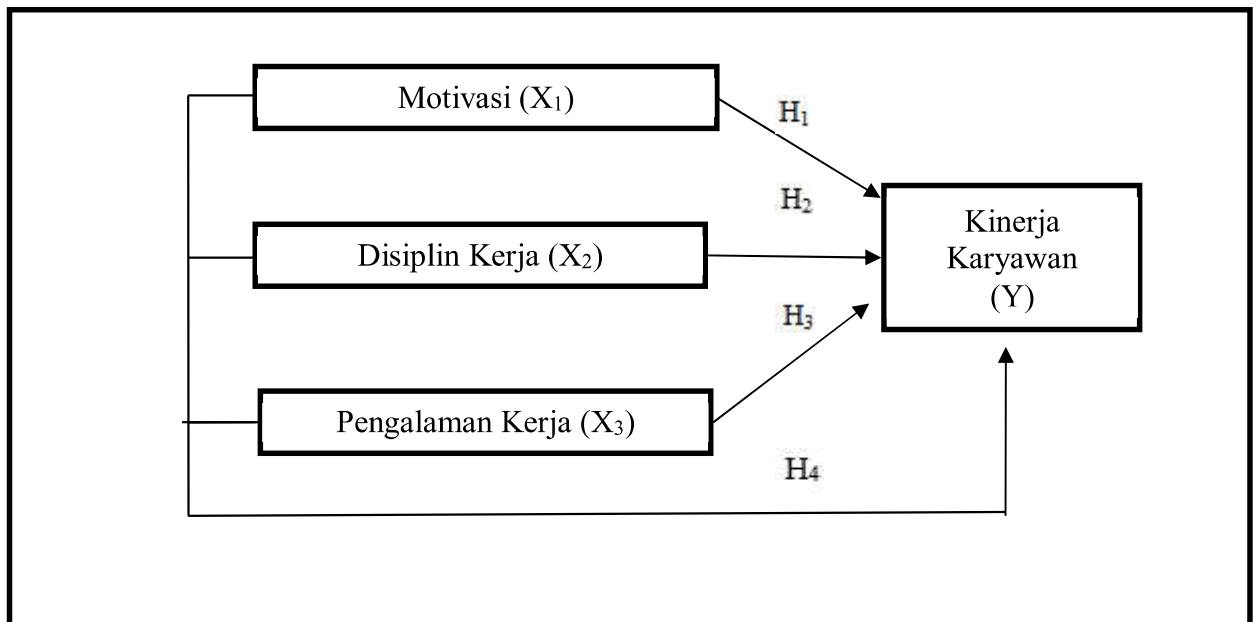 Motivasi (X₁)
H₁
H₂
Kinerja
Karyawan
(Y)
Disiplin Kerja (X₂)
H₃
Pengalaman Kerja (X₃)
H₄